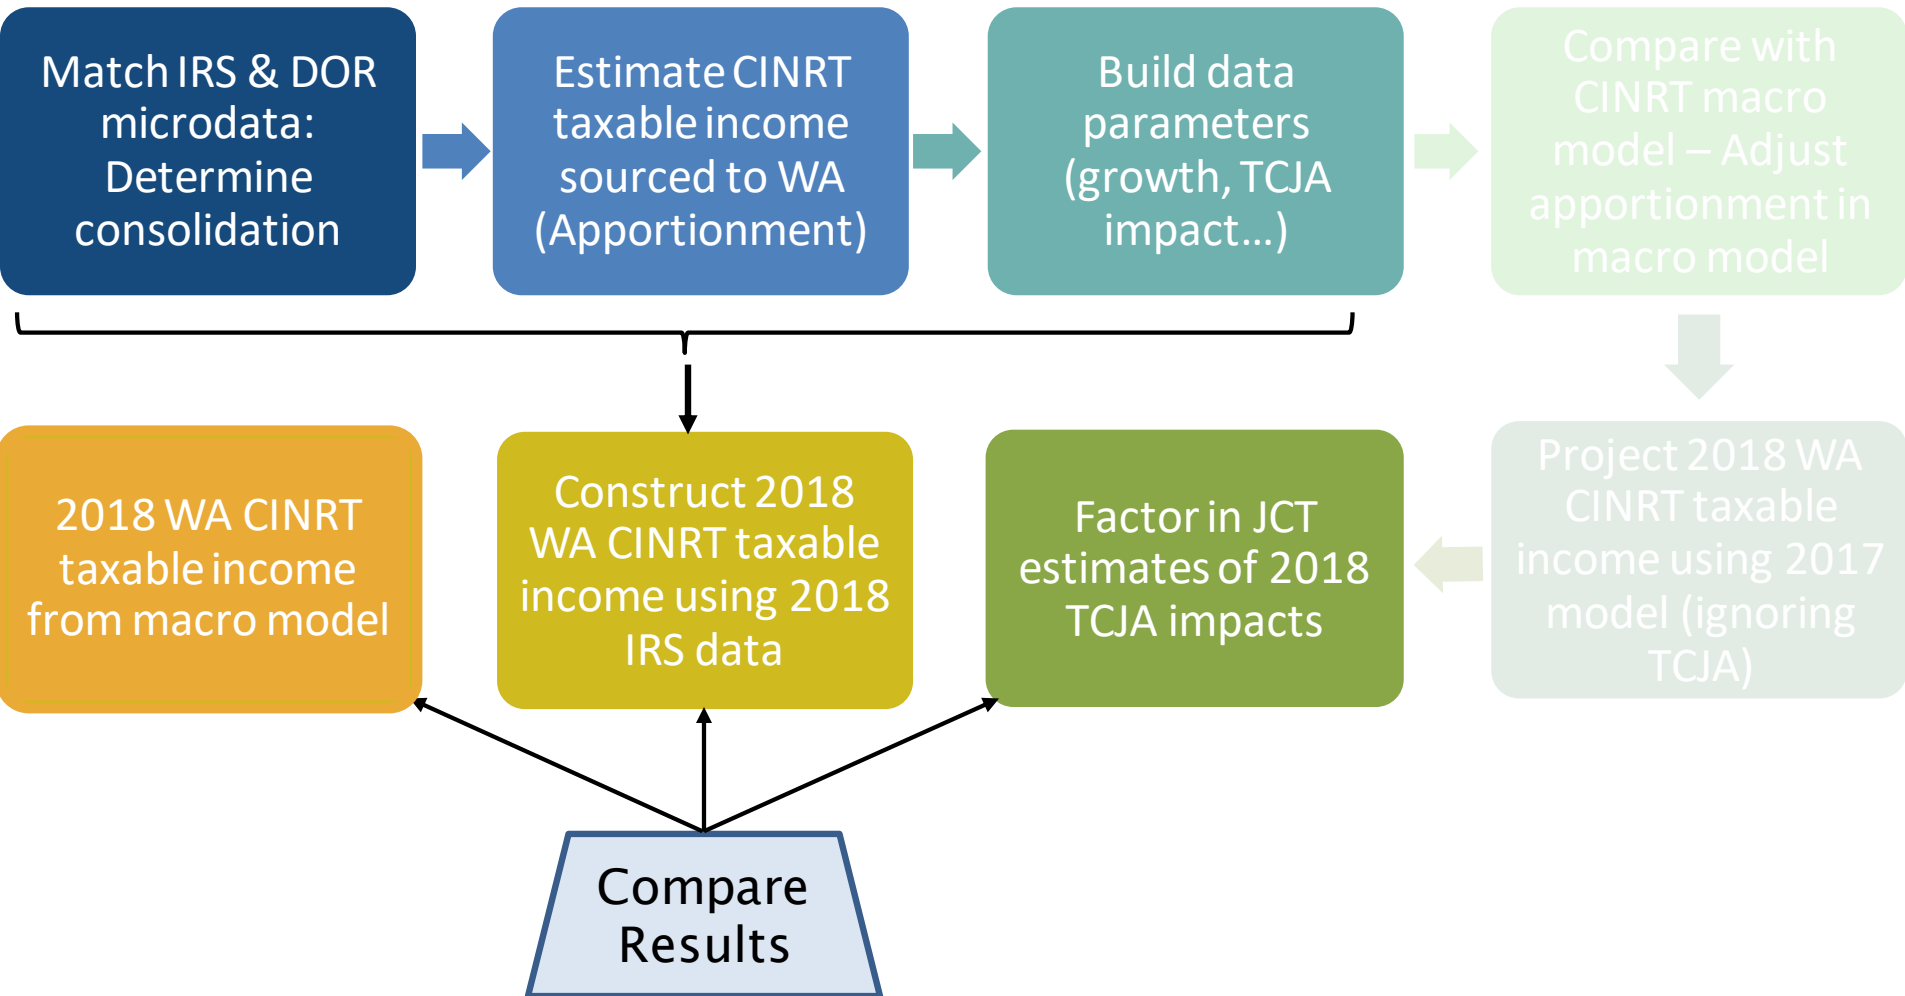 Match IRS & DOR
microdata:
Determine
consolidation
Estimate CINRT
taxable income
sourced to WA
(Apportionment)
Build data
parameters
(growth, TCJA
impact...)
Compare with
CINRT macro
model – Adjust
apportionment in
macro model
2018 WA CINRT
taxable income
from macro model
Construct 2018
WA CINRT taxable
income using 2018
IRS data
Factor in JCT
estimates of 2018
TCJA impacts
Project 2018 WA
CINRT taxable
income using 2017
model (ignoring
TCJA)
Compare
Results